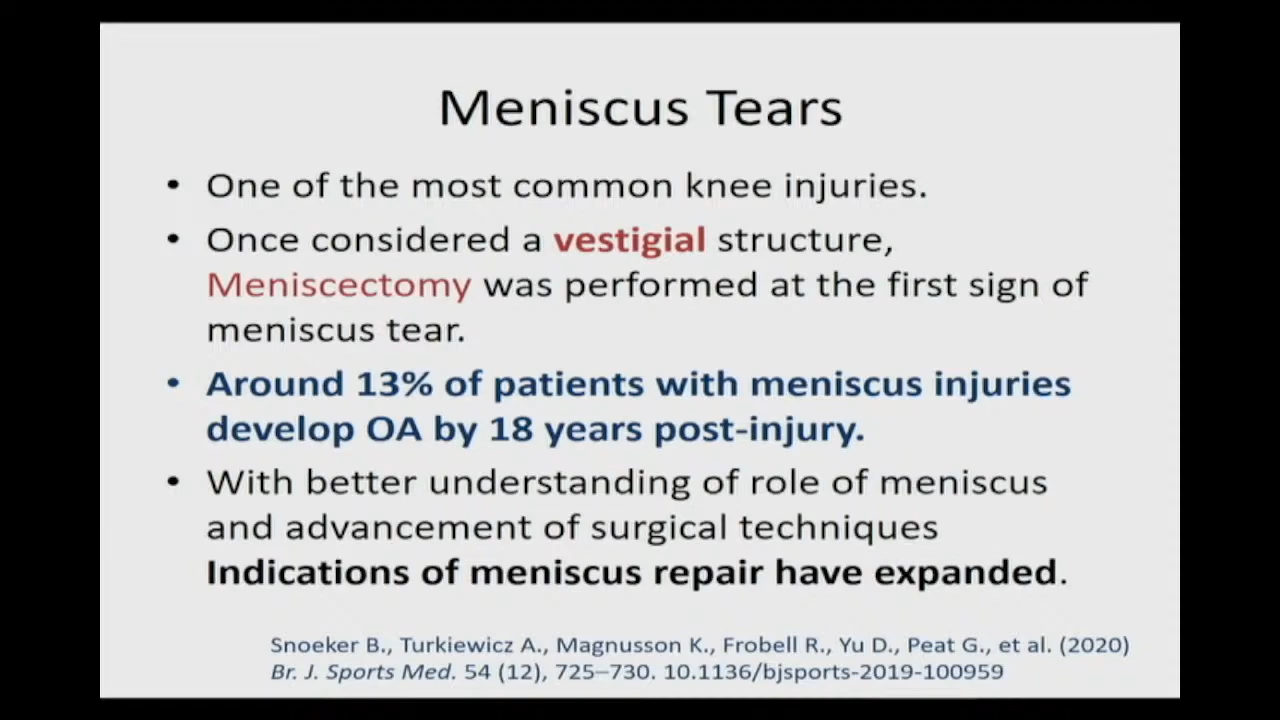 Meniscus Tears
• One of the most common knee injuries.
• Once considered a vestigial structure,
Meniscectomy was performed at the first sign of
meniscus tear.
• Around 13% of patients with meniscus injuries
develop OA by 18 years post-injury.
• With better understanding of role of meniscus
and advancement of surgical techniques
Indications of meniscus repair have expanded.
Snoeker B., Turkiewicz A., Magnusson K., Frobell R., Yu D., Peat G., et al. (2020)
Br. J. Sports Med. 54 (12), 725–730. 10.1136/bjsports-2019-100959